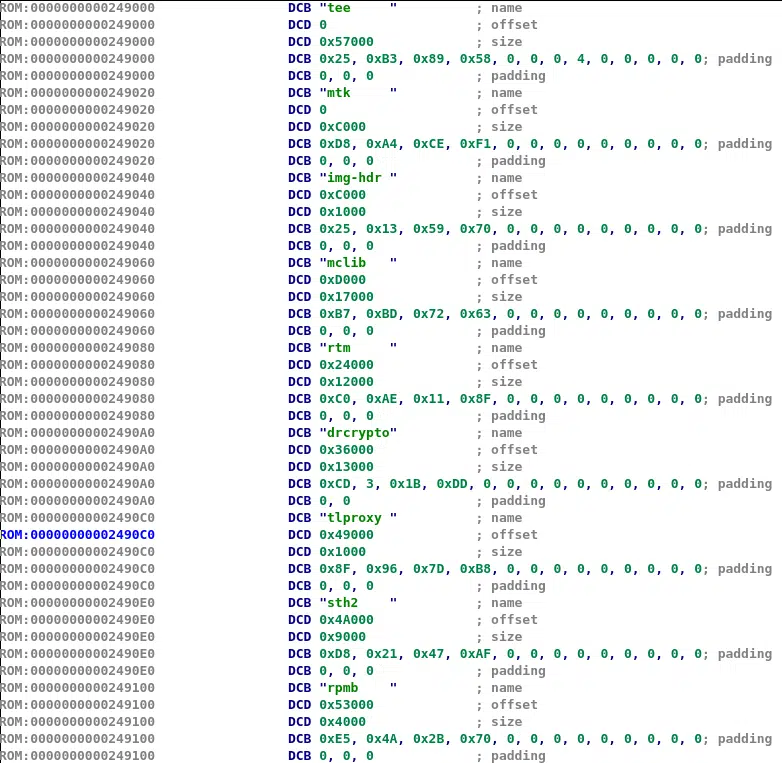 ROM:0000000000249000 DCB "tee     " ; name
ROM:0000000000249000 DCD 0 ; offset
ROM:0000000000249000 DCD 0x57000 ; size
ROM:0000000000249000 DCB 0x25, 0xB3, 0x89, 0x58, 0, 0, 0, 4, 0, 0, 0, 0, 0; padding
ROM:0000000000249000 DCB 0, 0, 0 ; padding
ROM:0000000000249020 DCB "mtk     " ; name
ROM:0000000000249020 DCD 0 ; offset
ROM:0000000000249020 DCD 0xC000 ; size
ROM:0000000000249020 DCB 0xD8, 0xA4, 0xCE, 0xF1, 0, 0, 0, 0, 0, 0, 0, 0, 0; padding
ROM:0000000000249020 DCB 0, 0, 0 ; padding
ROM:0000000000249040 DCB "img-hdr " ; name
ROM:0000000000249040 DCD 0xC000 ; offset
ROM:0000000000249040 DCD 0x1000 ; size
ROM:0000000000249040 DCB 0x25, 0x13, 0x59, 0x70, 0, 0, 0, 0, 0, 0, 0, 0, 0; padding
ROM:0000000000249040 DCB 0, 0, 0 ; padding
ROM:0000000000249060 DCB "mclib   " ; name
ROM:0000000000249060 DCD 0xD000 ; offset
ROM:0000000000249060 DCD 0x17000 ; size
ROM:0000000000249060 DCB 0xB7, 0xBD, 0x72, 0x63, 0, 0, 0, 0, 0, 0, 0, 0, 0; padding
ROM:0000000000249060 DCB 0, 0, 0 ; padding
ROM:0000000000249080 DCB "rtm     " ; name
ROM:0000000000249080 DCD 0x24000 ; offset
ROM:0000000000249080 DCD 0x12000 ; size
ROM:0000000000249080 DCB 0xC0, 0xAE, 0x11, 0x8F, 0, 0, 0, 0, 0, 0, 0, 0, 0; padding
ROM:0000000000249080 DCB 0, 0, 0 ; padding
ROM:00000000002490A0 DCB "drcrypto" ; name
ROM:00000000002490A0 DCD 0x36000 ; offset
ROM:00000000002490A0 DCD 0x13000 ; size
ROM:00000000002490A0 DCB 0xCD, 3, 0x1B, 0xDD, 0, 0, 0, 0, 0, 0, 0, 0, 0, 0; padding
ROM:00000000002490A0 DCB 0, 0 ; padding
ROM:00000000002490C0 DCB "tlproxy " ; name
ROM:00000000002490C0 DCD 0x49000 ; offset
ROM:00000000002490C0 DCD 0x1000 ; size
ROM:00000000002490C0 DCB 0x8F, 0x96, 0x7D, 0xB8, 0, 0, 0, 0, 0, 0, 0, 0, 0; padding
ROM:00000000002490C0 DCB 0, 0, 0 ; padding
ROM:00000000002490E0 DCB "sth2    " ; name
ROM:00000000002490E0 DCD 0x4A000 ; offset
ROM:00000000002490E0 DCD 0x9000 ; size
ROM:00000000002490E0 DCB 0xD8, 0x21, 0x47, 0xAF, 0, 0, 0, 0, 0, 0, 0, 0, 0; padding
ROM:00000000002490E0 DCB 0, 0, 0 ; padding
ROM:0000000000249100 DCB "rpmb    " ; name
ROM:0000000000249100 DCD 0x53000 ; offset
ROM:0000000000249100 DCD 0x4000 ; size
ROM:0000000000249100 DCB 0xE5, 0x4A, 0x2B, 0x70, 0, 0, 0, 0, 0, 0, 0, 0, 0; padding
ROM:0000000000249100 DCB 0, 0, 0 ; padding